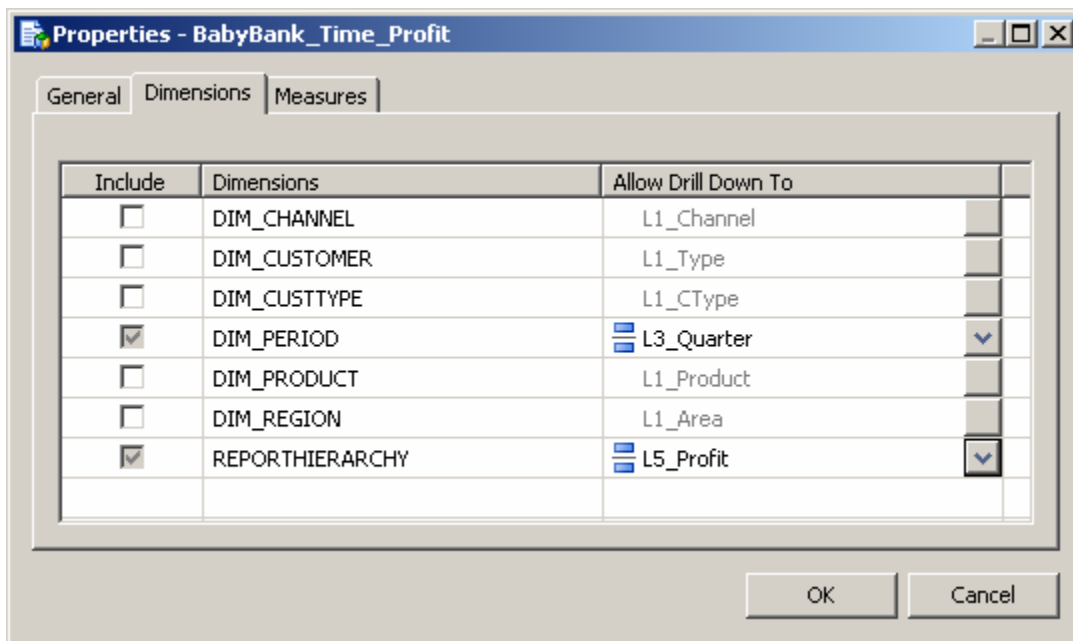 Properties - BabyBank_Time_Profit
General Dimensions Measures
Include Dimensions Allow Drill Down To
DIM_CHANNEL L1_Channel
DIM_CUSTOMER L1_Type
DIM_CUSTTYPE L1_CType
DIM_PERIOD L3_Quarter
DIM_PRODUCT L1_Product
DIM_REGION L1_Area
REPORTHIERARCHY L5_Profit
OK Cancel